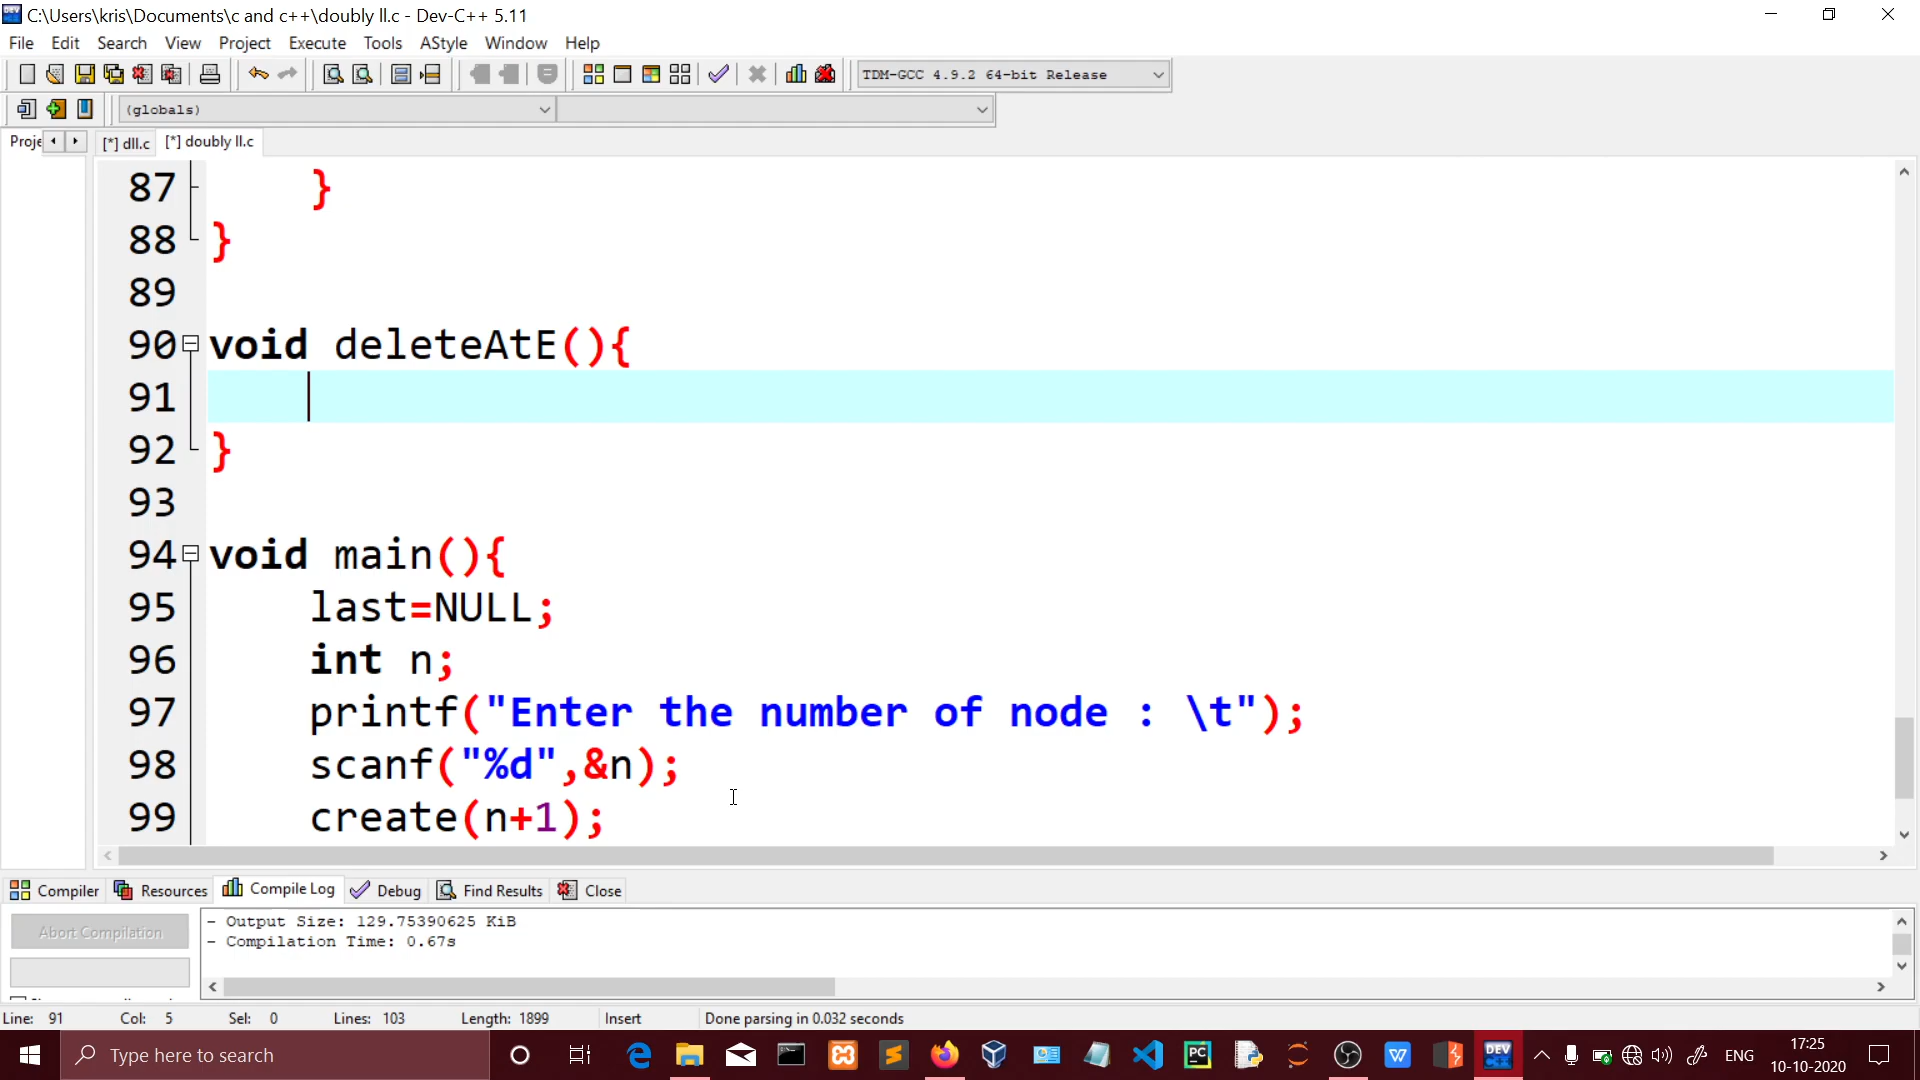 C:\Users\kris\Documents\c and c++\doubly ll.c - Dev-C++ 5.11
File Edit Search View Project Execute Tools AStyle Window Help
TDM-GCC 4.9.2 64-bit Release
(globals)
Proje [*] dll.c [*] doubly ll.c
87 }
88 }
89
90 void deleteAtE(){
91
92 }
93
94 void main(){
95 last=NULL;
96 int n;
97 printf("Enter the number of node : \t");
98 scanf("%d",&n);
99 create(n+1);
Compiler Resources Compile Log Debug Find Results Close
Abort Compilation
- Output Size: 129.75390625 KiB
- Compilation Time: 0.67s
Line: 91 Col: 5 Sel: 0 Lines: 103 Length: 1899 Insert Done parsing in 0.032 seconds
Type here to search
ENG
17:25
10-10-2020